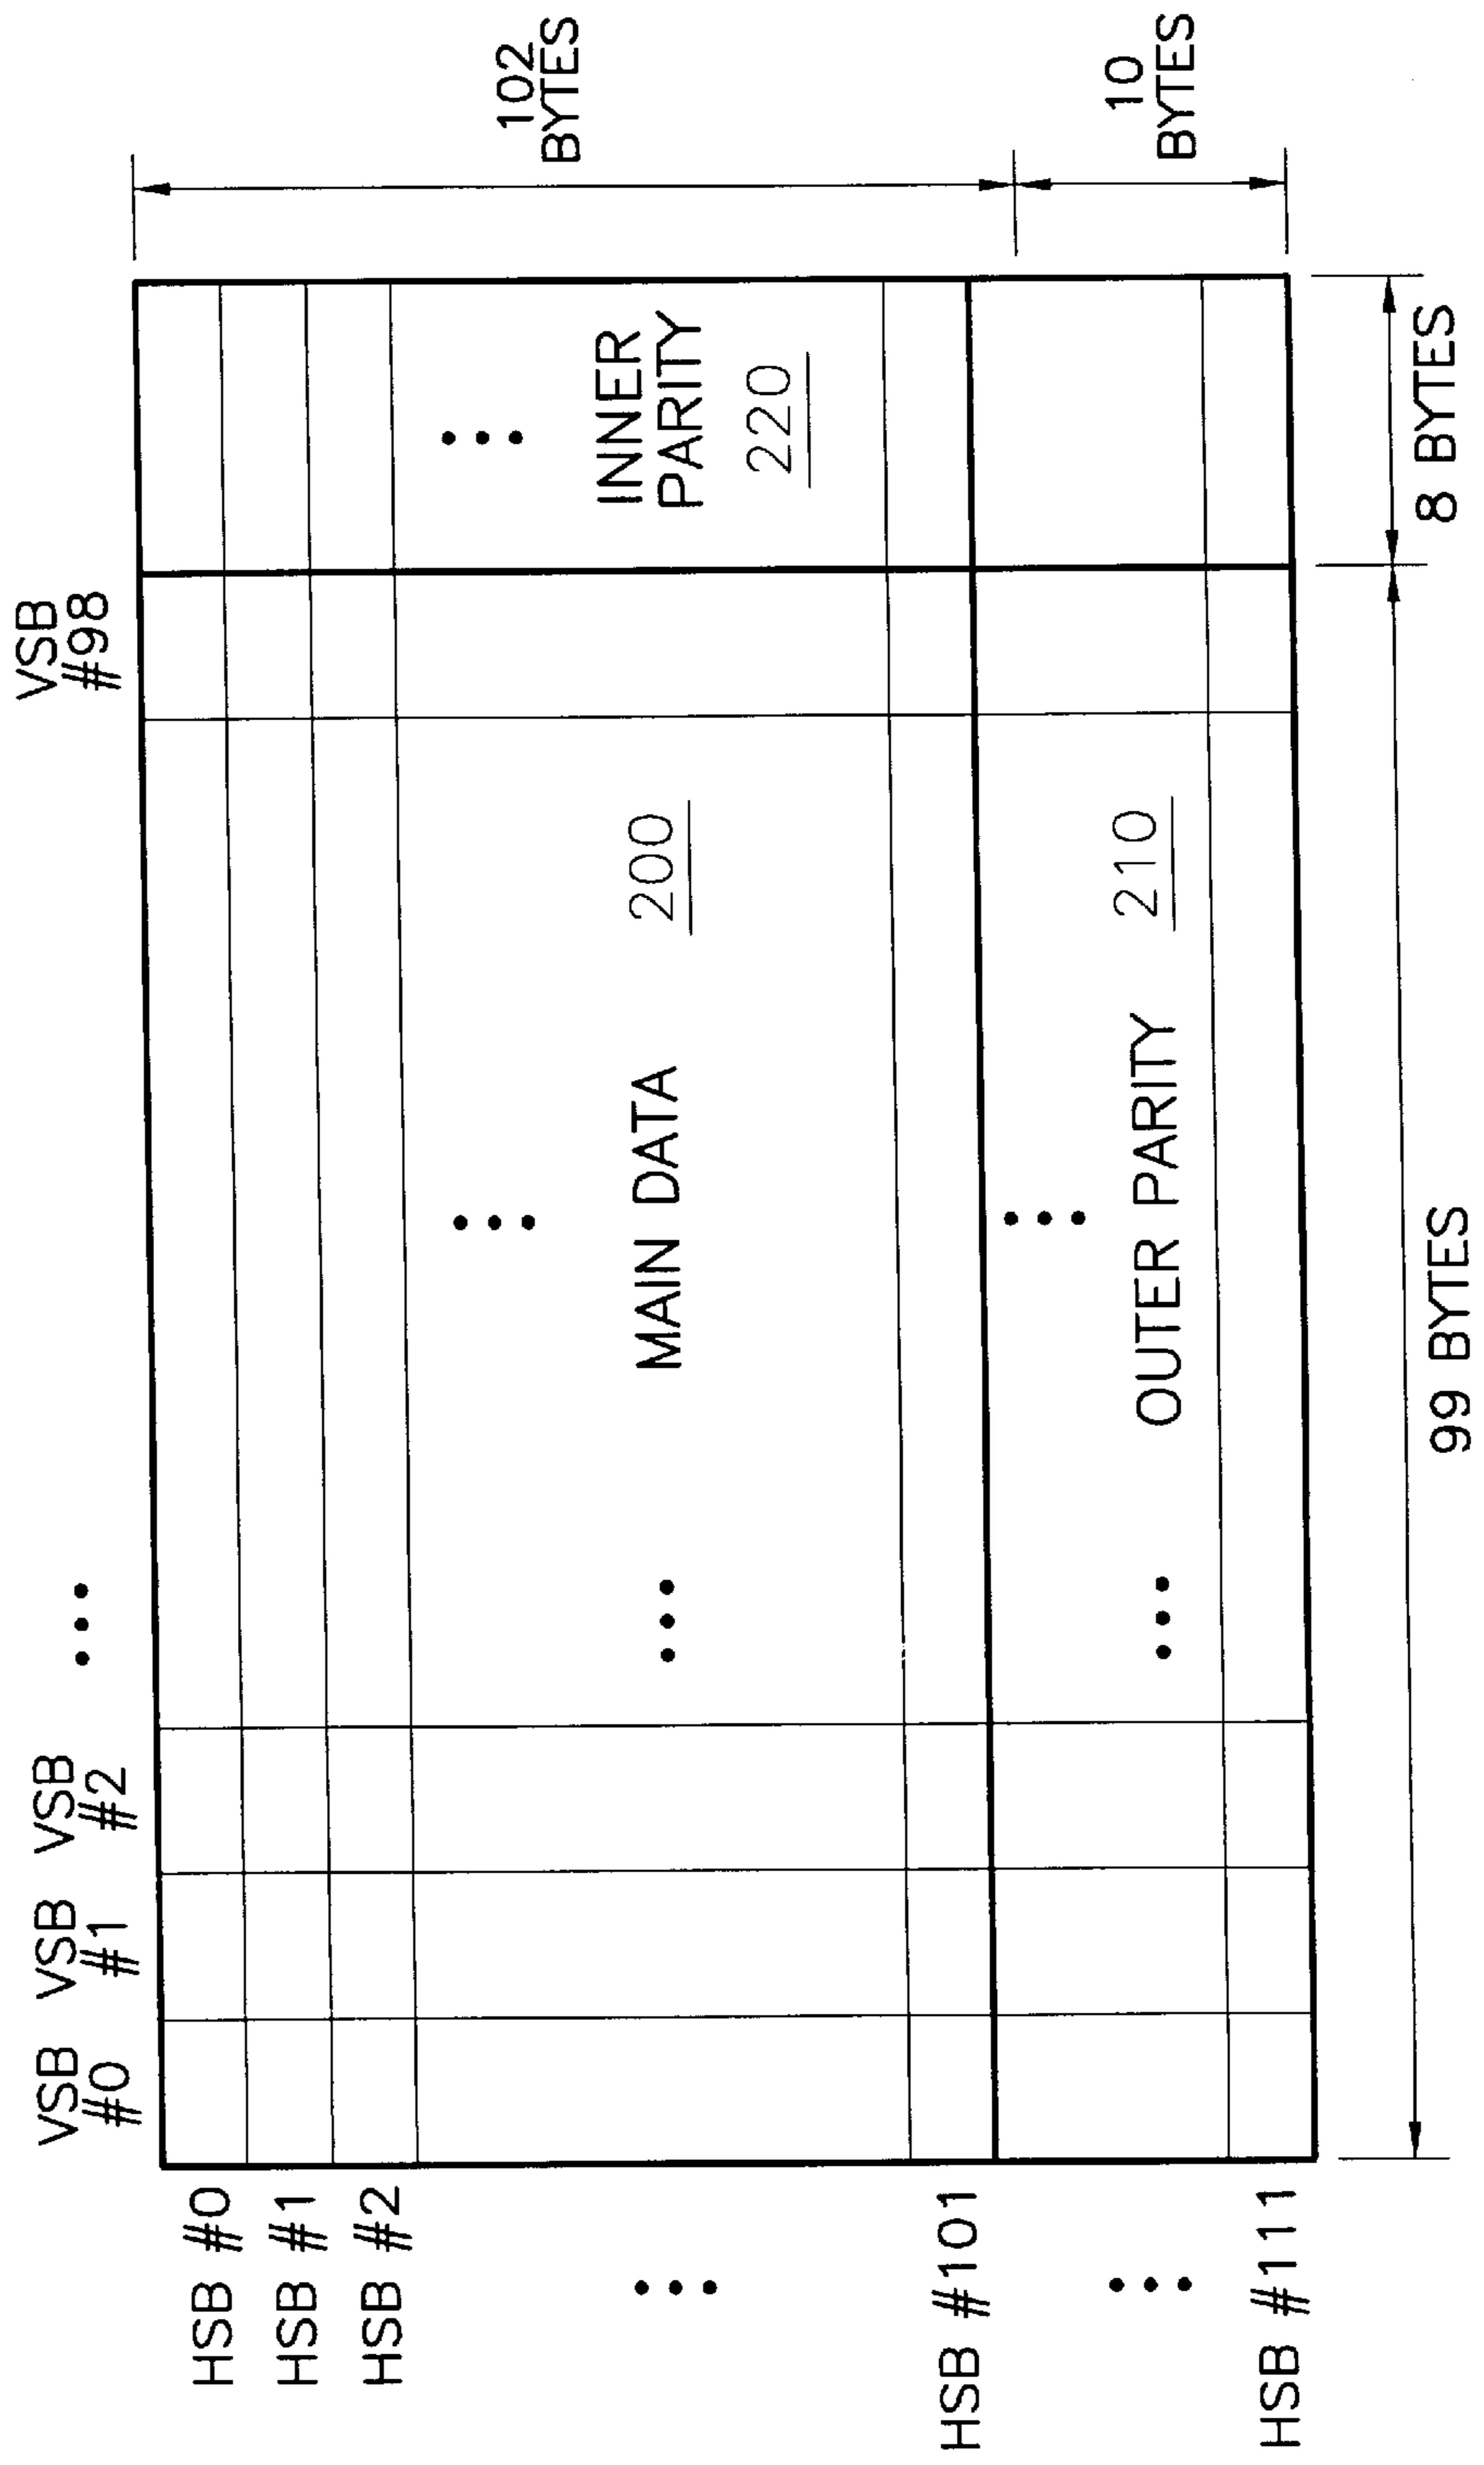 VSB
#0
VSB
#1
VSB
#2
VSB
#98
HSB #0
HSB #1
HSB #2
HSB #101
HSB #111
MAIN DATA 200
INNER
PARITY
220
OUTER PARITY 210
102
BYTES
10
BYTES
99 BYTES
8 BYTES